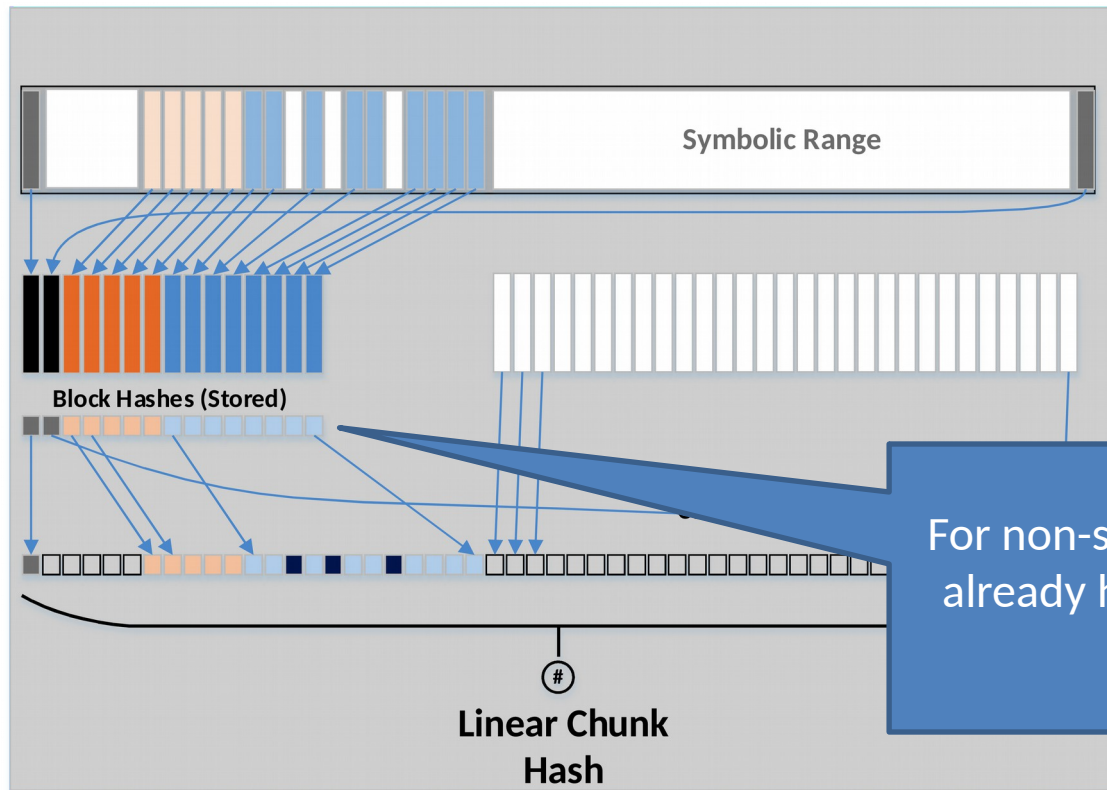 Symbolic Range
Block Hashes (Stored)
For non-s
already h
#
Linear Chunk
Hash